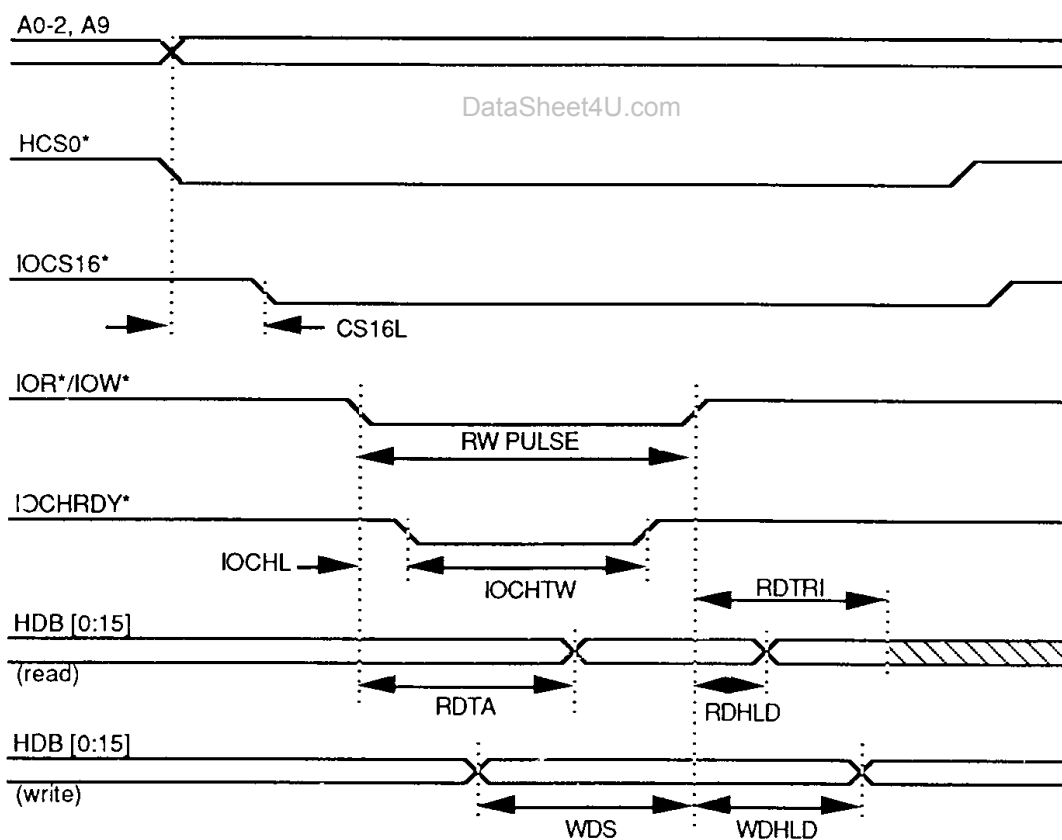 A0-2, A9
DataSheet4U.com
HCS0*
IOCS16*
CS16L
IOR*/IOW*
RW PULSE
IOCHRDY*
IOCHL
IOCHTW
RDTRI
HDB [0:15]
(read)
RDTA
RDHLD
HDB [0:15]
(write)
WDS
WDHLD